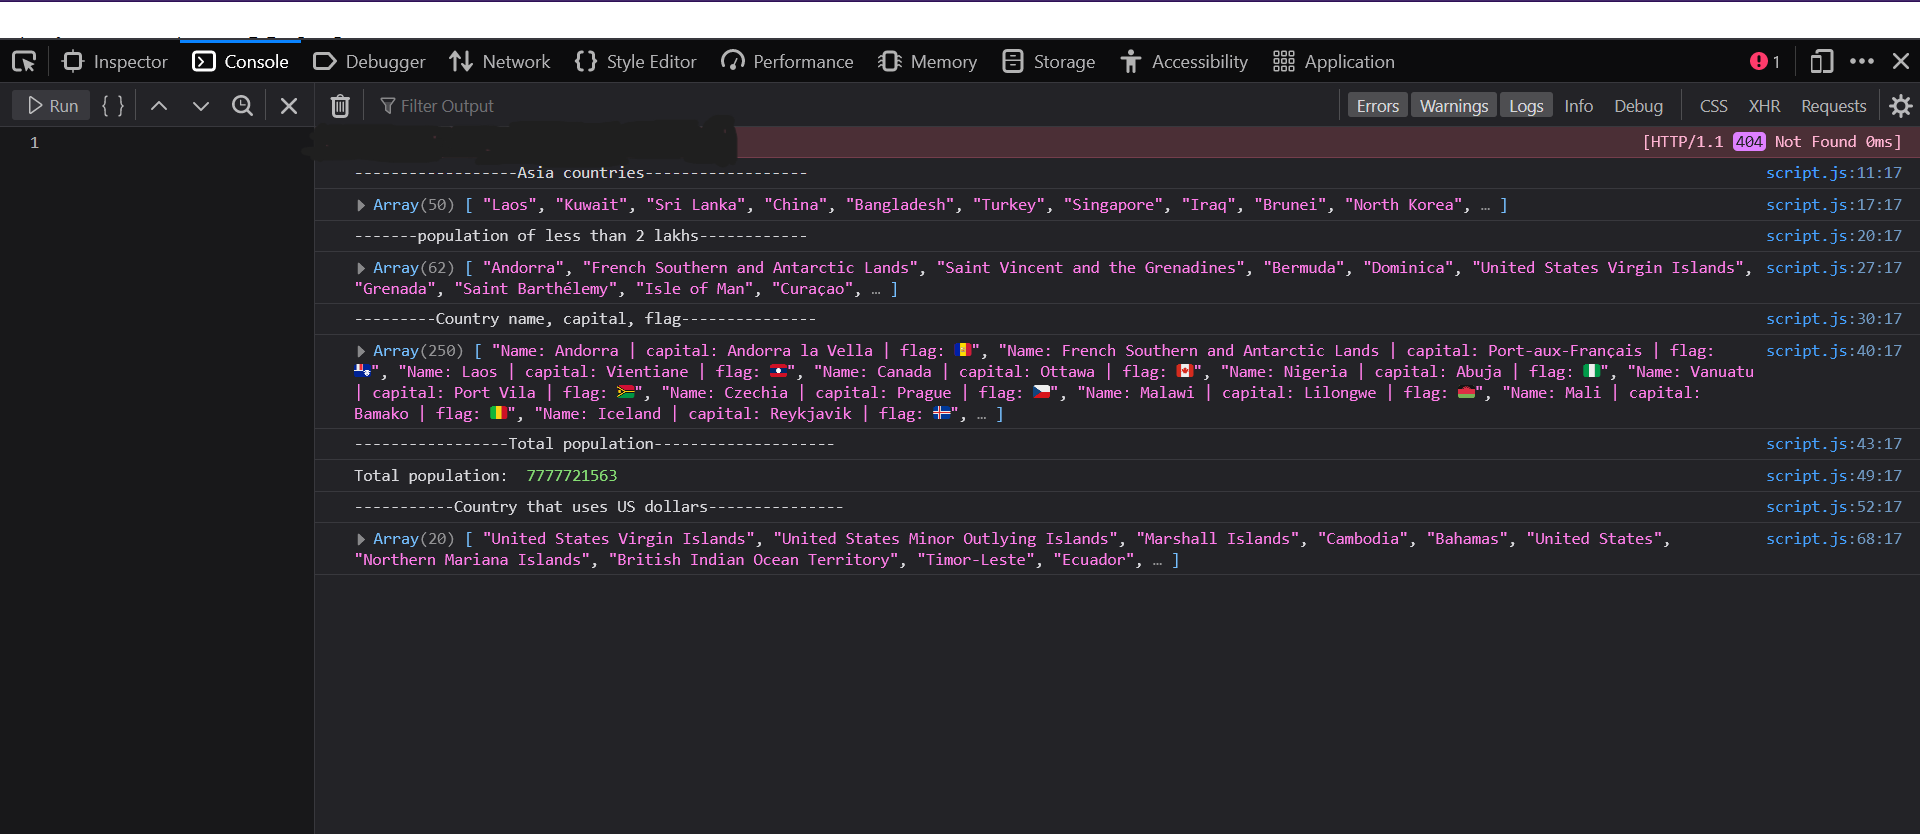 Inspector Console Debugger Network {} Style Editor Performance Memory Storage Accessibility Application 1
Run { } Filter Output Errors Warnings Logs Info Debug CSS XHR Requests
1
[HTTP/1.1 404 Not Found 0ms]
------------------Asia countries------------------ script.js:11:17
Array(50) [ "Laos", "Kuwait", "Sri Lanka", "China", "Bangladesh", "Turkey", "Singapore", "Iraq", "Brunei", "North Korea", … ] script.js:17:17
-------population of less than 2 lakhs------------ script.js:20:17
Array(62) [ "Andorra", "French Southern and Antarctic Lands", "Saint Vincent and the Grenadines", "Bermuda", "Dominica", "United States Virgin Islands", script.js:27:17
"Grenada", "Saint Barthélemy", "Isle of Man", "Curaçao", … ]
---------Country name, capital, flag--------------- script.js:30:17
Array(250) [ "Name: Andorra | capital: Andorra la Vella | flag: 🇦🇩", "Name: French Southern and Antarctic Lands | capital: Port-aux-Français | flag: script.js:40:17
🇹🇫", "Name: Laos | capital: Vientiane | flag: 🇱🇦", "Name: Canada | capital: Ottawa | flag: 🇨🇦", "Name: Nigeria | capital: Abuja | flag: 🇳🇬", "Name: Vanuatu
| capital: Port Vila | flag: 🇻🇺", "Name: Czechia | capital: Prague | flag: 🇨🇿", "Name: Malawi | capital: Lilongwe | flag: 🇲🇼", "Name: Mali | capital:
Bamako | flag: 🇲🇱", "Name: Iceland | capital: Reykjavik | flag: 🇮🇸", … ]
-----------------Total population-------------------- script.js:43:17
Total population: 7777721563 script.js:49:17
-----------Country that uses US dollars--------------- script.js:52:17
Array(20) [ "United States Virgin Islands", "United States Minor Outlying Islands", "Marshall Islands", "Cambodia", "Bahamas", "United States", script.js:68:17
"Northern Mariana Islands", "British Indian Ocean Territory", "Timor-Leste", "Ecuador", … ]